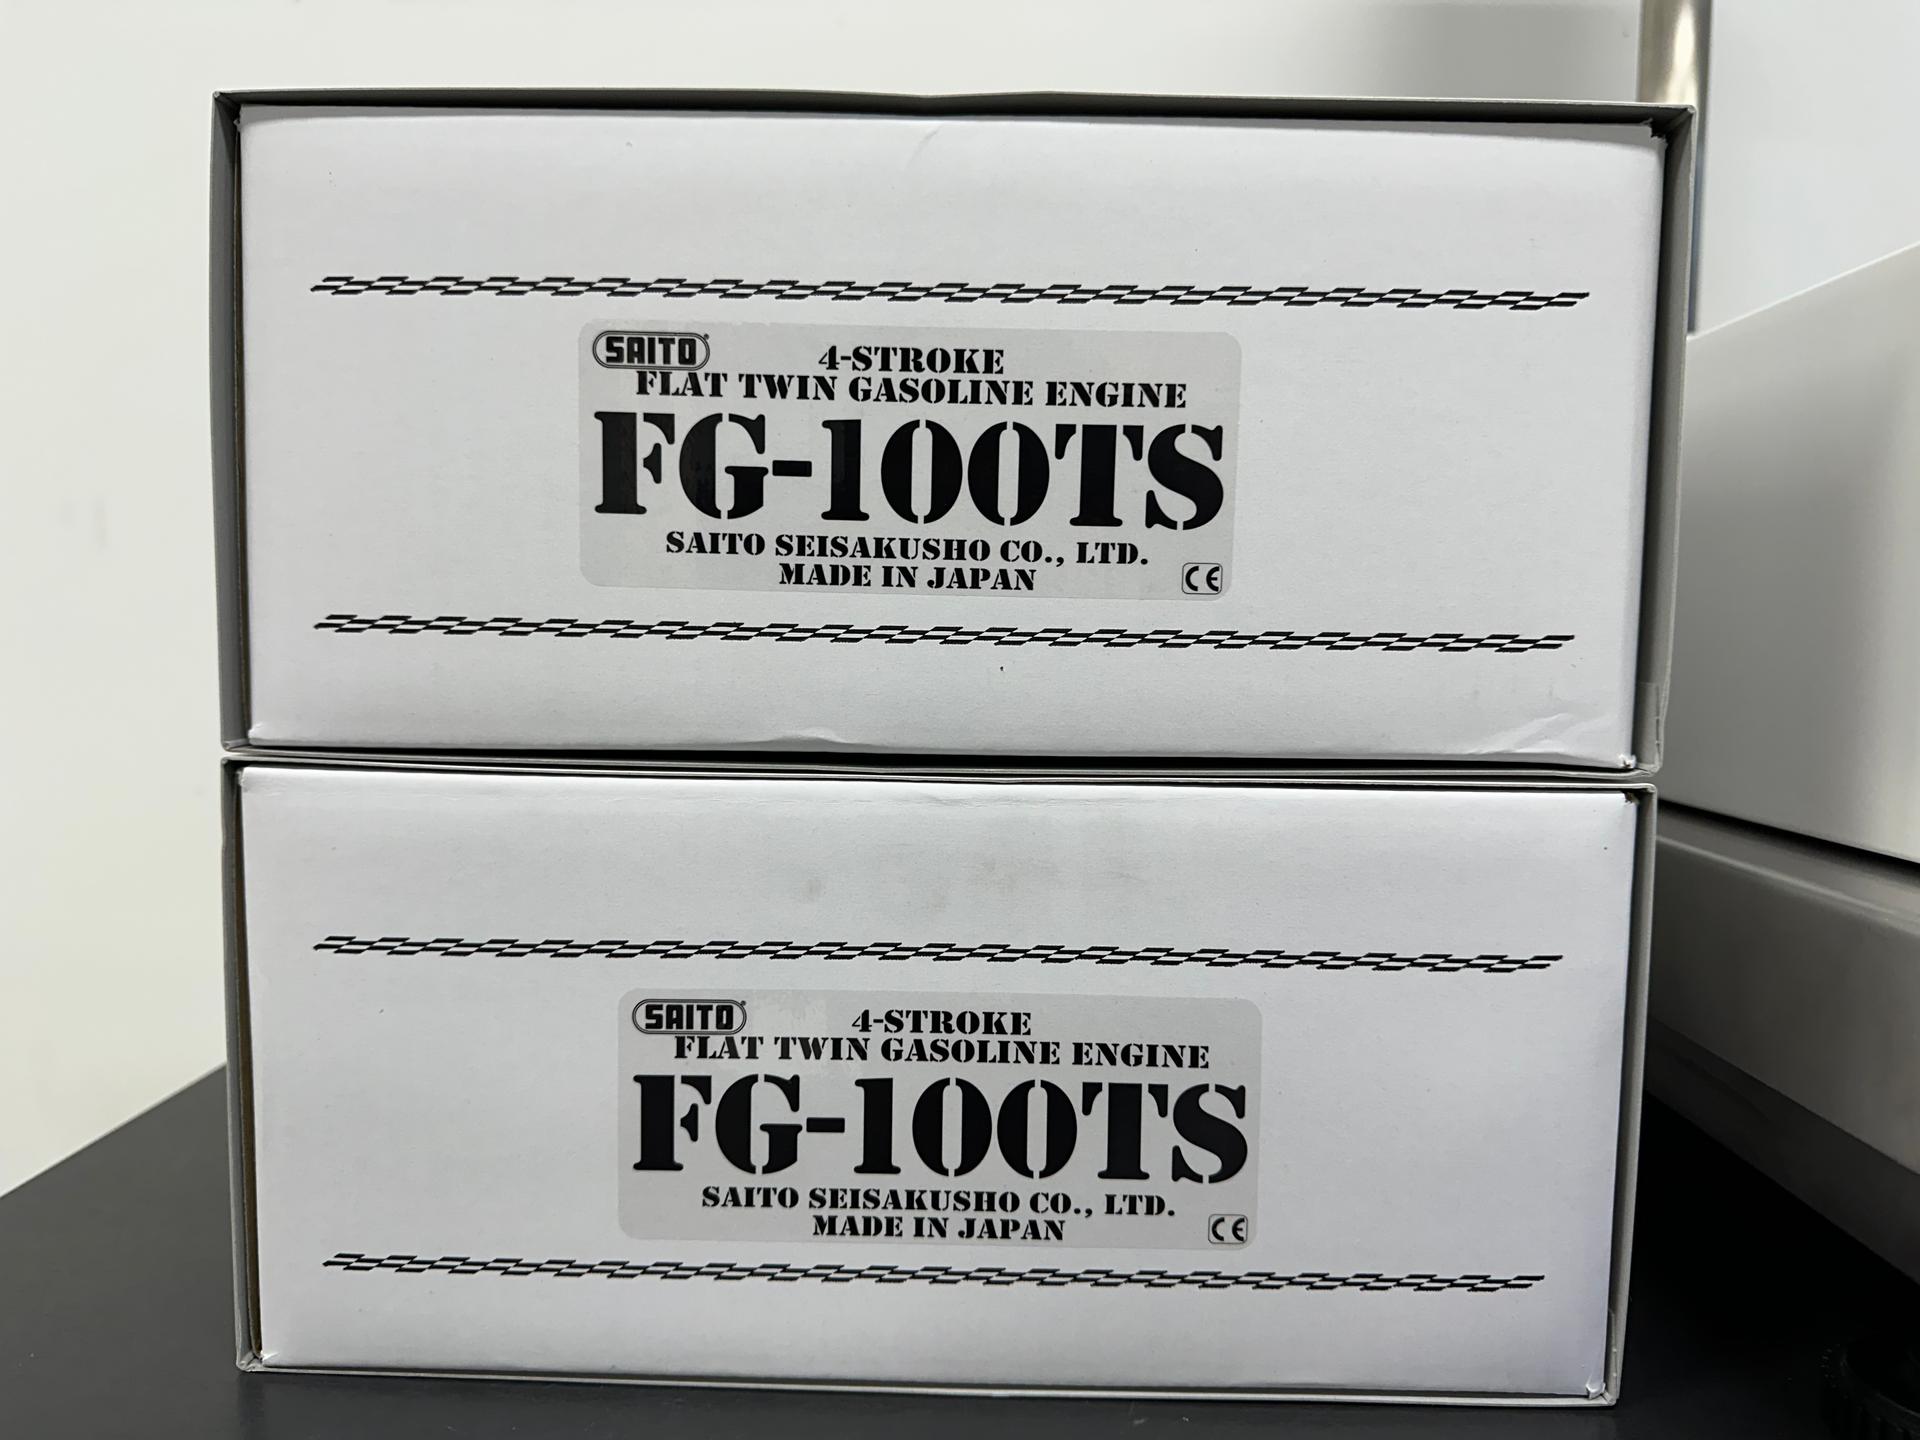 SAITO
4-STROKE
FLAT TWIN GASOLINE ENGINE
FG-100TS
SAITO SEISAKUSHO CO., LTD.
MADE IN JAPAN
CE
SAITO
4-STROKE
FLAT TWIN GASOLINE ENGINE
FG-100TS
SAITO SEISAKUSHO CO., LTD.
MADE IN JAPAN
CE